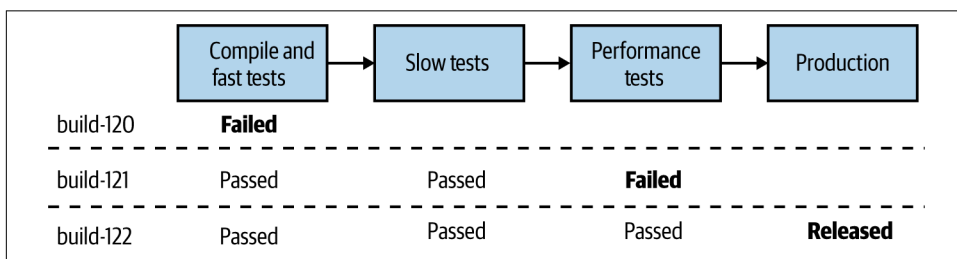 Compile and
fast tests
Slow tests
Performance
tests
Production
build-120 Failed
build-121 Passed Passed Failed
build-122 Passed Passed Passed Released